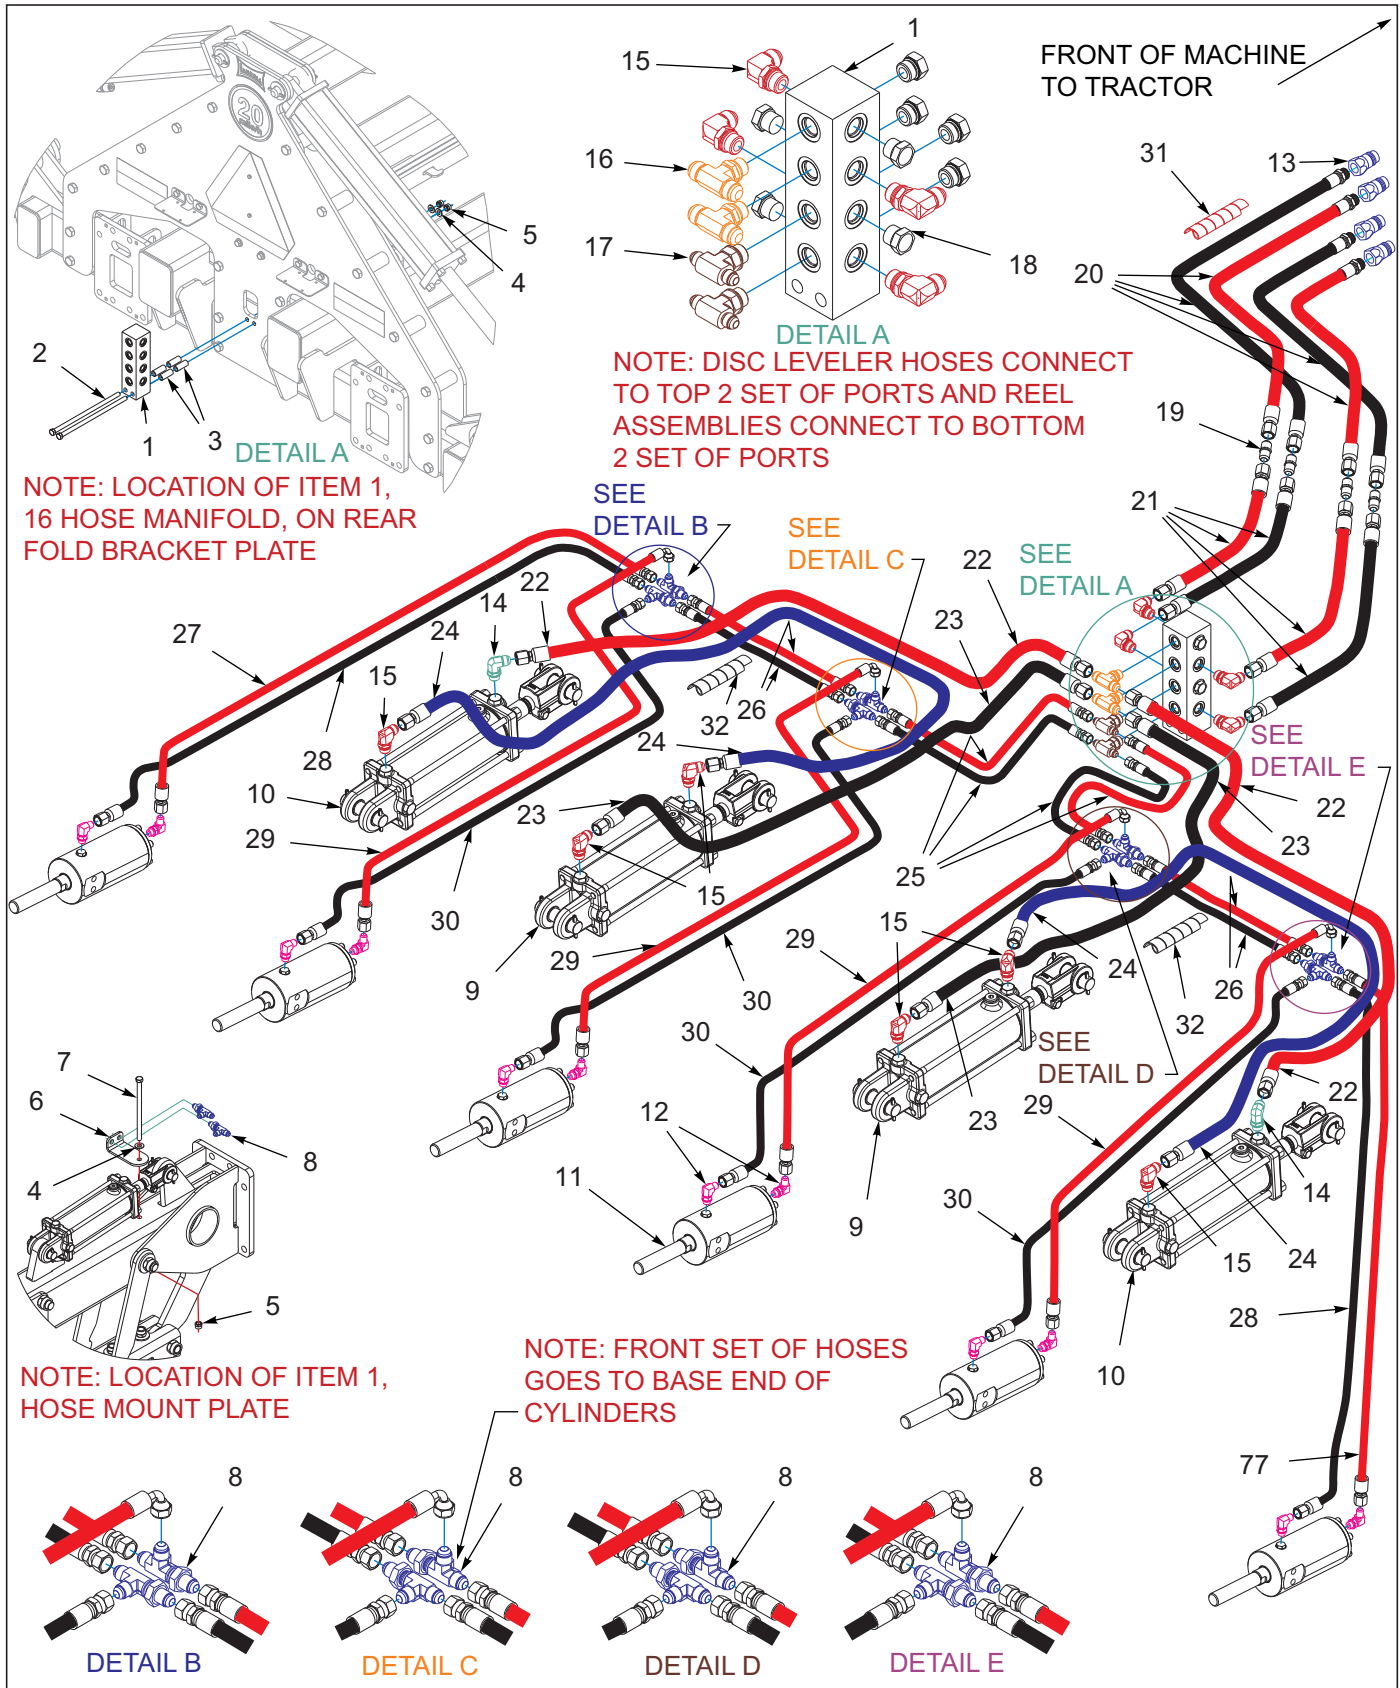 1
15
FRONT OF MACHINE
TO TRACTOR
20
16
31
13
5
4
17
18
20
DETAIL A
NOTE: DISC LEVELER HOSES CONNECT
TO TOP 2 SET OF PORTS AND REEL
ASSEMBLIES CONNECT TO BOTTOM
2 SET OF PORTS
2
1
3
DETAIL A
19
NOTE: LOCATION OF ITEM 1,
16 HOSE MANIFOLD, ON REAR
FOLD BRACKET PLATE
SEE
DETAIL B
SEE
DETAIL C
21
SEE
DETAIL A
22
14
22
23
27
24
15
32
26
28
24
SEE
DETAIL E
22
10
23
23
29
25
30
15
9
29
30
29
15
24
26
32
30
SEE
DETAIL D
22
7
6
8
4
23
29
12
11
9
14
30
15
24
5
28
10
NOTE: LOCATION OF ITEM 1,
HOSE MOUNT PLATE
NOTE: FRONT SET OF HOSES
GOES TO BASE END OF
CYLINDERS
77
8
8
8
8
DETAIL B
DETAIL C
DETAIL D
DETAIL E